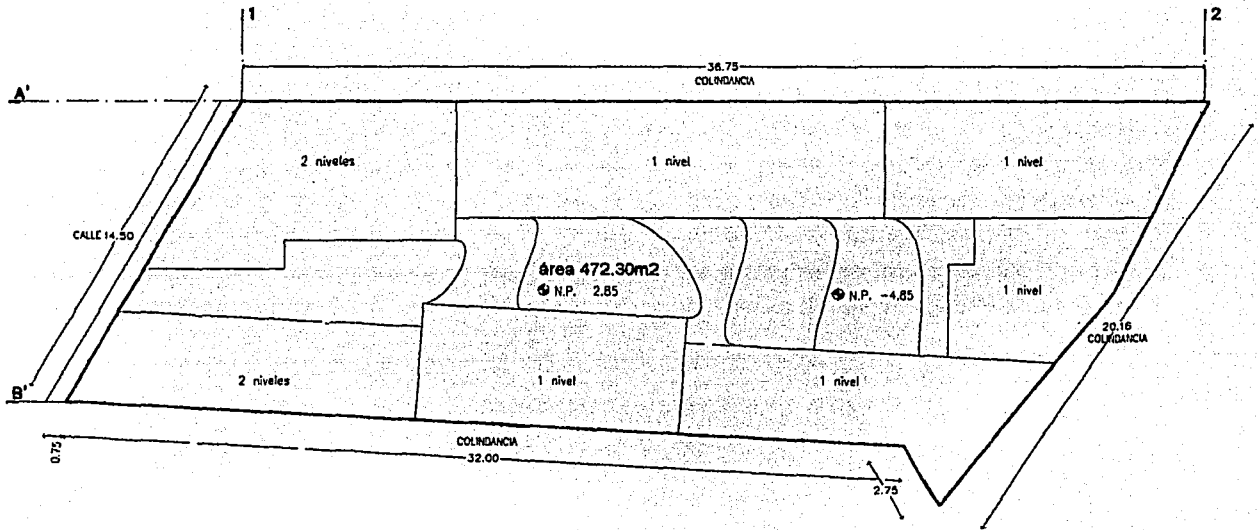 1
2
36.75
COLINDANCIA
A'
2 niveles
1 nivel
1 nivel
CALLE 14.50
área 472.30m2
N.P. 2.85
N.P. -4.85
1 nivel
20.16
COLINDANCIA
2 niveles
1 nivel
1 nivel
B'
0.75
COLINDANCIA
32.00
2.75